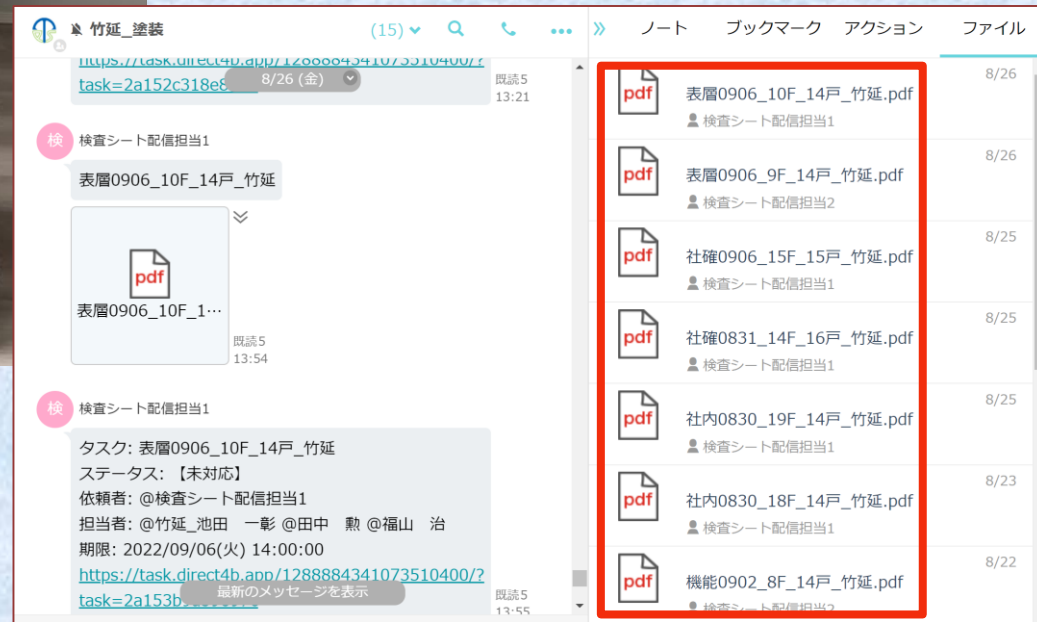 竹延_塗装
(15)
https://task.direct4b.app/1288884341073510400/?
task=2a152c318e8
8/26 (金)
既読5
13:21
検
検査シート配信担当1
表層0906_10F_14戸_竹延
pdf
表層0906_10F_1…
既読5
13:54
検
検査シート配信担当1
タスク: 表層0906_10F_14戸_竹延
ステータス: 【未対応】
依頼者: @検査シート配信担当1
担当者: @竹延_池田　一彰 @田中　勲 @福山　治
期限: 2022/09/06(火) 14:00:00
https://task.direct4b.app/1288884341073510400/?
task=2a153b
最新のメッセージを表示
既読5
13:55
ノート
ブックマーク
アクション
ファイル
pdf
表層0906_10F_14戸_竹延.pdf
8/26
検査シート配信担当1
pdf
表層0906_9F_14戸_竹延.pdf
8/26
検査シート配信担当2
pdf
社確0906_15F_15戸_竹延.pdf
8/25
検査シート配信担当1
pdf
社確0831_14F_16戸_竹延.pdf
8/25
検査シート配信担当1
pdf
社内0830_19F_14戸_竹延.pdf
8/25
検査シート配信担当1
pdf
社内0830_18F_14戸_竹延.pdf
8/23
検査シート配信担当1
pdf
機能0902_8F_14戸_竹延.pdf
8/22
検査シート配信担当2